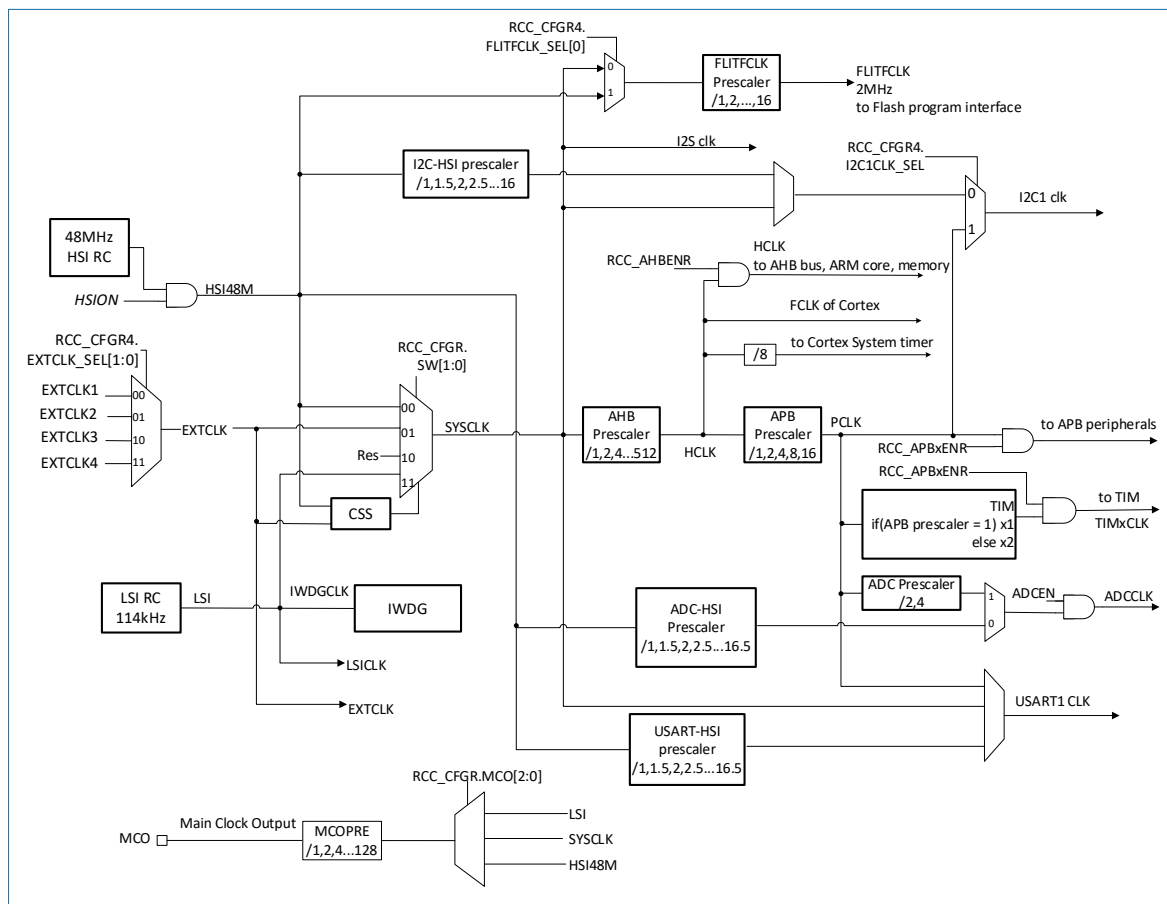 RCC_CFGR4.
FLITFCLK_SEL[0]
0
1
FLITFCLK
Prescaler
/1,2,...,16
FLITFCLK
2MHz
to Flash program interface
I2S clk
RCC_CFGR4.
I2C1CLK_SEL
I2C-HSI prescaler
/1,1.5,2,2.5...16
0
1
I2C1 clk
48MHz
HSI RC
HSION
HSI48M
RCC_AHBENR
HCLK
to AHB bus, ARM core, memory
FCLK of Cortex
/8
to Cortex System timer
RCC_CFGR4.
EXTCLK_SEL[1:0]
EXTCLK1
EXTCLK2
EXTCLK3
EXTCLK4
00
01
10
11
EXTCLK
RCC_CFGR.
SW[1:0]
00
01
Res
10
11
SYSCLK
CSS
AHB
Prescaler
/1,2,4...512
HCLK
APB
Prescaler
/1,2,4,8,16
PCLK
to APB peripherals
RCC_APBxENR
RCC_APBxENR
TIM
if(APB prescaler = 1) x1
else x2
to TIM
TIMxCLK
LSI RC
114kHz
LSI
IWDGCLK
IWDG
LSICLK
EXTCLK
ADC-HSI
Prescaler
/1,1.5,2,2.5...16.5
ADC Prescaler
/2,4
1
0
ADCEN
ADCCLK
USART-HSI
prescaler
/1,1.5,2,2.5...16.5
USART1 CLK
RCC_CFGR.MCO[2:0]
LSI
SYSCLK
HSI48M
MCO
Main Clock Output
MCOPRE
/1,2,4...128